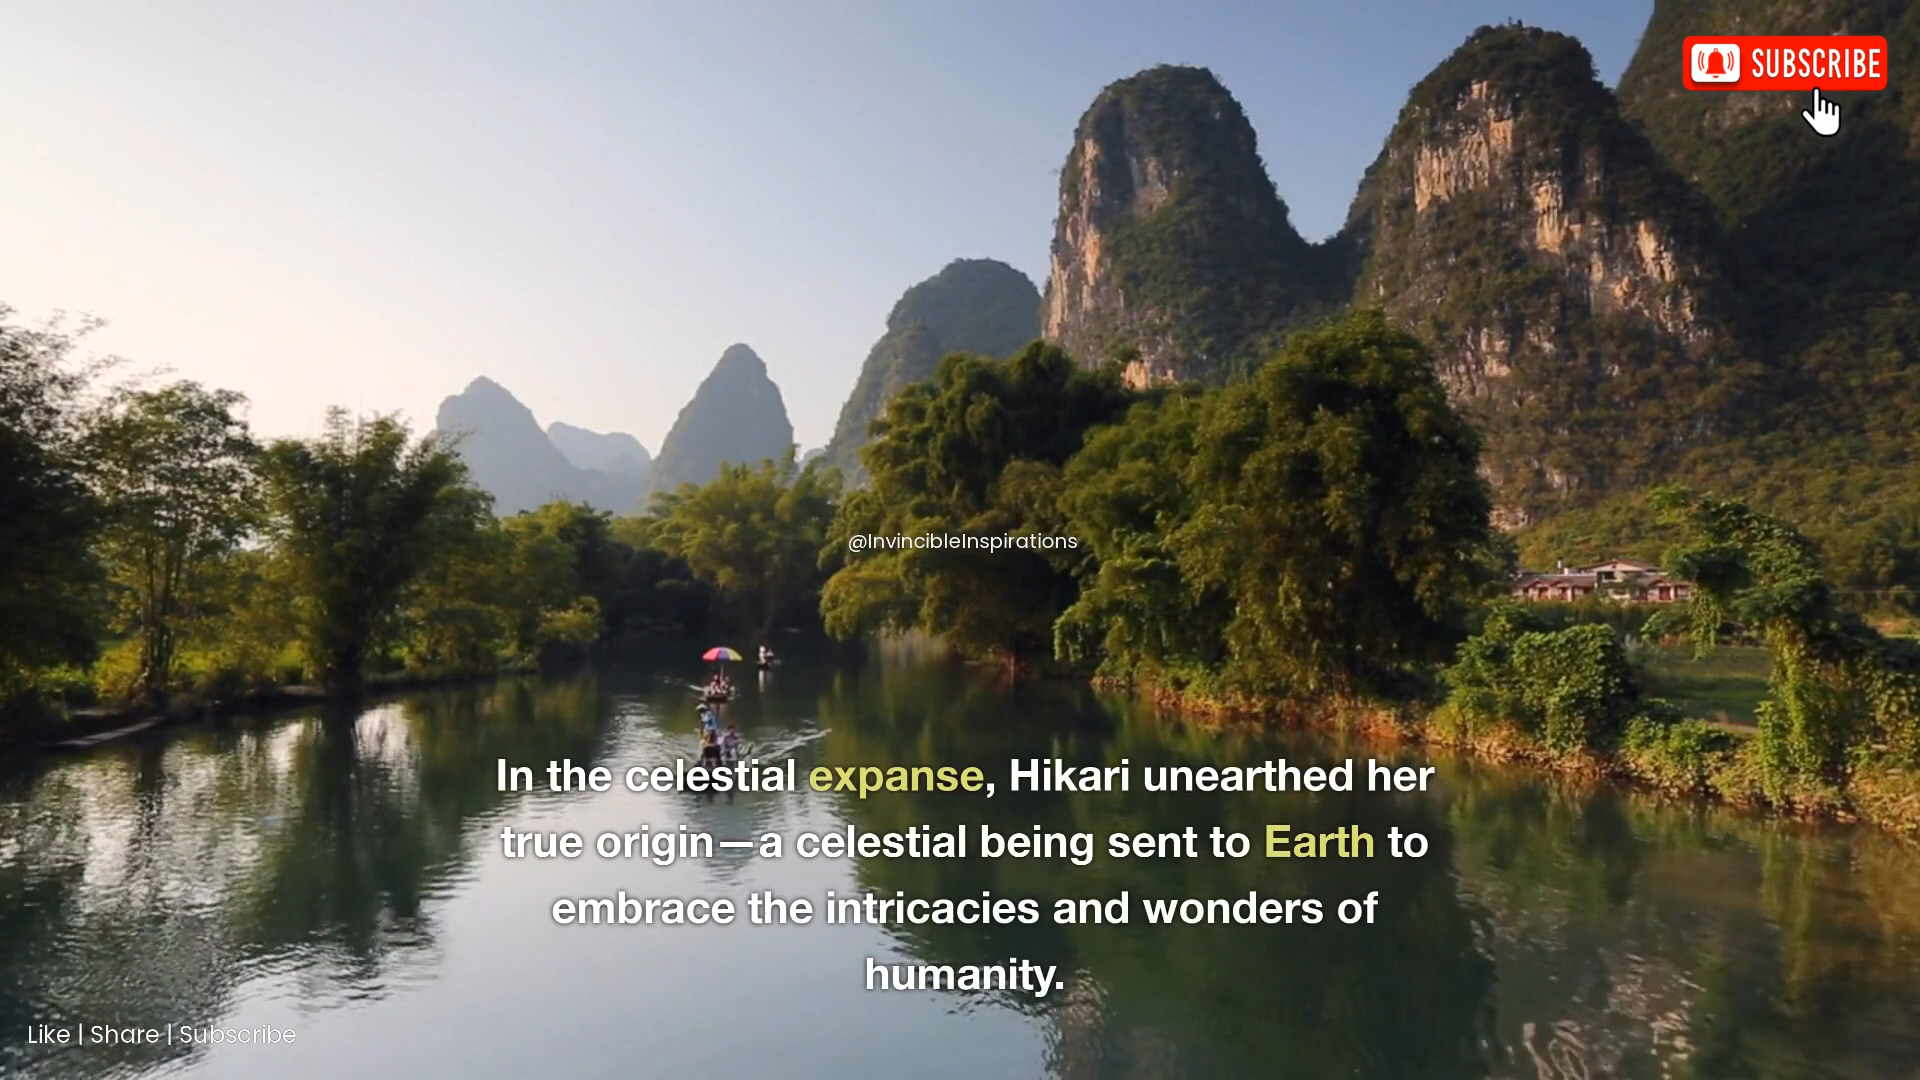 SUBSCRIBE
@InvincibleInspirations
In the celestial expanse, Hikari unearthed her
true origin—a celestial being sent to Earth to
embrace the intricacies and wonders of
humanity.
Like | Share | Subscribe